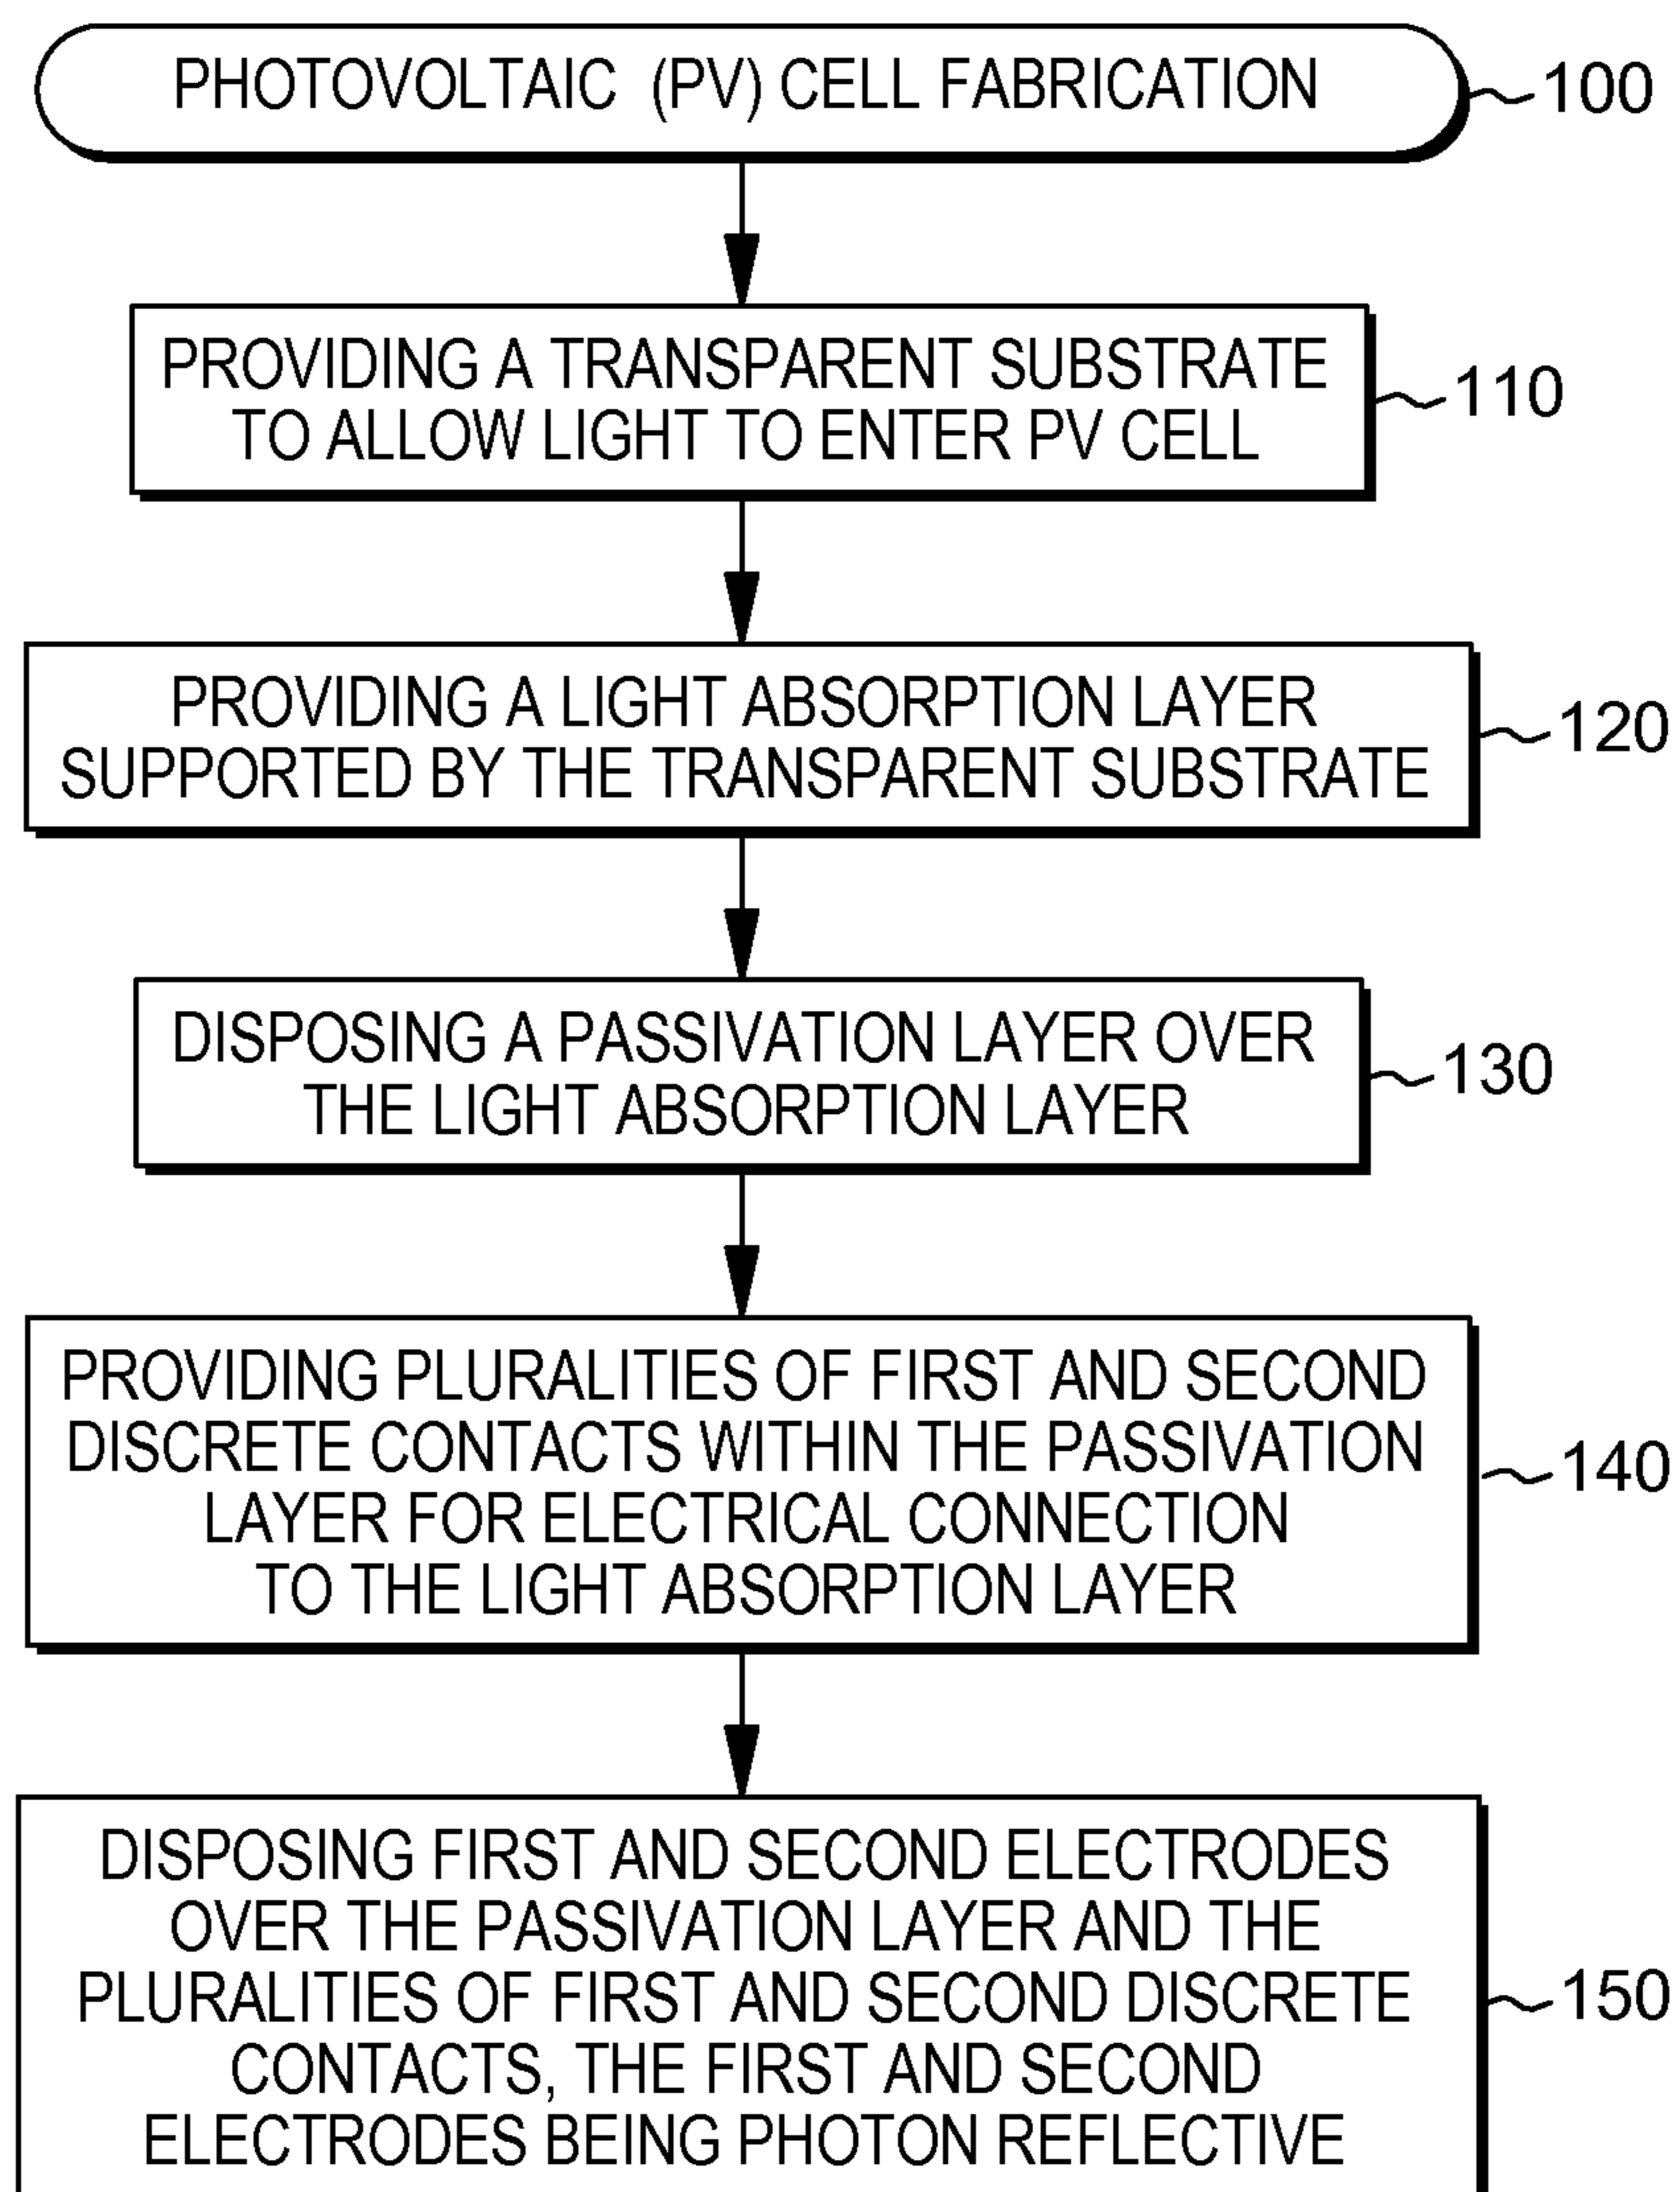 PHOTOVOLTAIC (PV) CELL FABRICATION
100
PROVIDING A TRANSPARENT SUBSTRATE
TO ALLOW LIGHT TO ENTER PV CELL
110
PROVIDING A LIGHT ABSORPTION LAYER
SUPPORTED BY THE TRANSPARENT SUBSTRATE
120
DISPOSING A PASSIVATION LAYER OVER
THE LIGHT ABSORPTION LAYER
130
PROVIDING PLURALITIES OF FIRST AND SECOND
DISCRETE CONTACTS WITHIN THE PASSIVATION
LAYER FOR ELECTRICAL CONNECTION
TO THE LIGHT ABSORPTION LAYER
140
DISPOSING FIRST AND SECOND ELECTRODES
OVER THE PASSIVATION LAYER AND THE
PLURALITIES OF FIRST AND SECOND DISCRETE
CONTACTS, THE FIRST AND SECOND
ELECTRODES BEING PHOTON REFLECTIVE
150